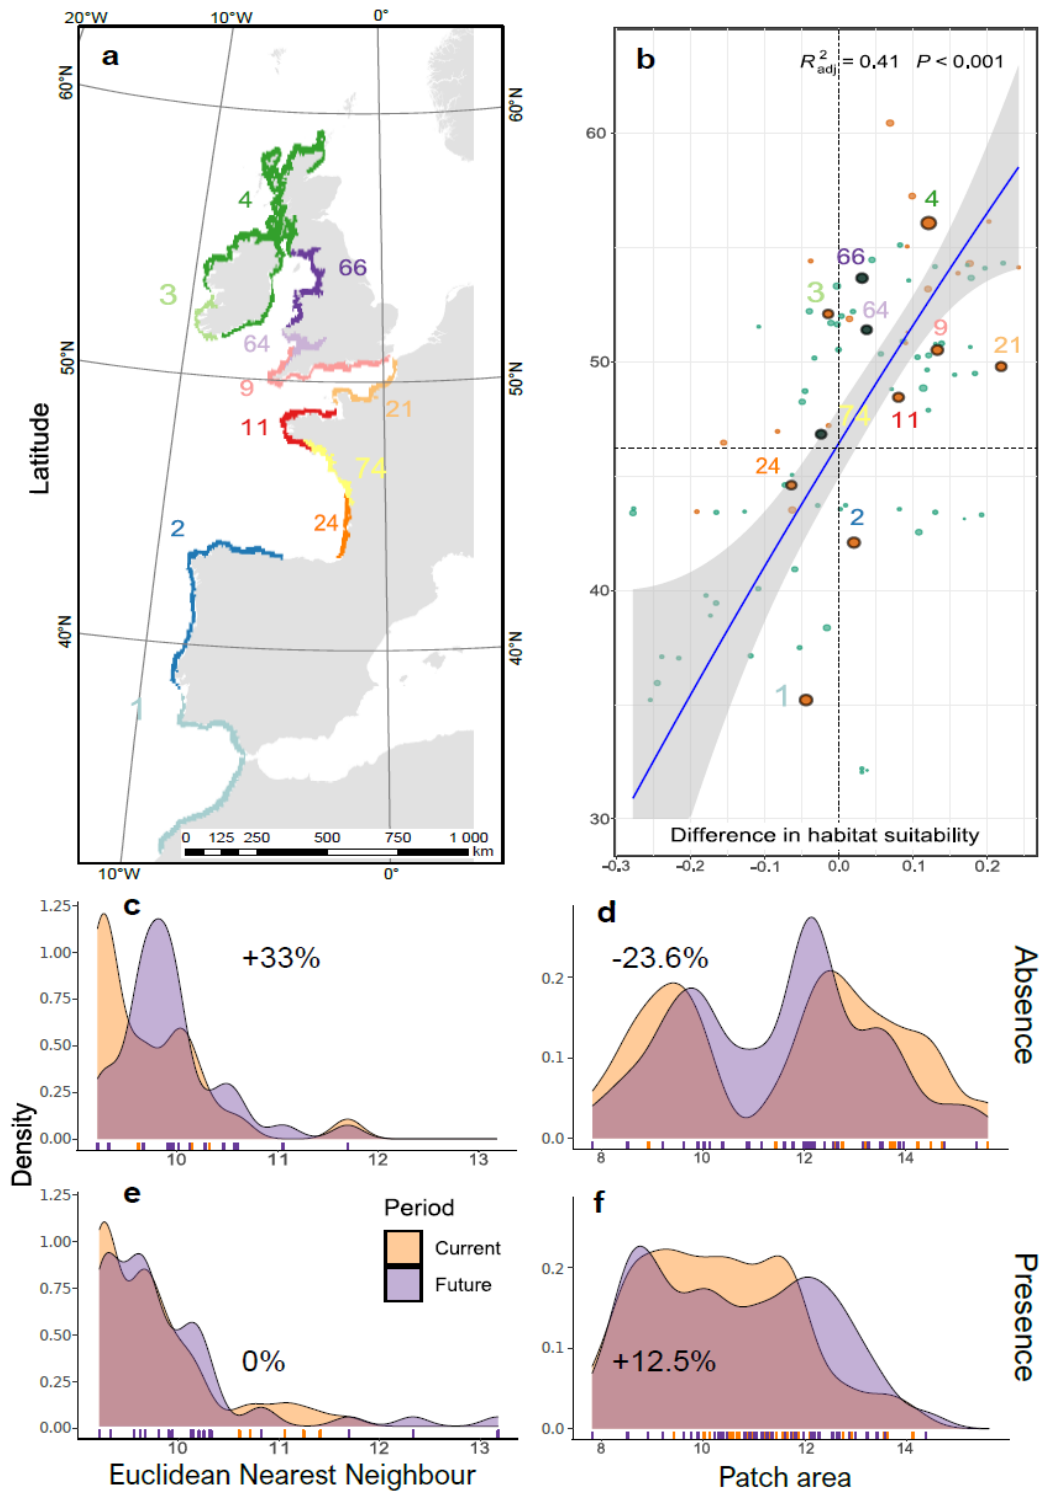 20°W 10°W 0°
a
60°N 60°N
4
66
3
64
50°N 50°N
9
21
11
74
24
2
40°N 40°N
1
0 125 250 500 750 1 000
km
10°W 0°
Latitude
b
R²adj = 0.41 P < 0.001
60
4
66
3
64
9
21
50
74
11
24
2
40
1
30
Difference in habitat suitability
-0.3 -0.2 -0.1 0.0 0.1 0.2
c
1.25
1.00
0.75
0.50
0.25
0.00
+33%
10 11 12 13
d
-23.6%
0.2
0.1
0.0
8 10 12 14
Absence
Density
e
1.25
1.00
0.75
0.50
0.25
0.00
Period
Current
Future
0%
10 11 12 13
Euclidean Nearest Neighbour
f
0.2
0.1
0.0
+12.5%
8 10 12 14
Patch area
Presence